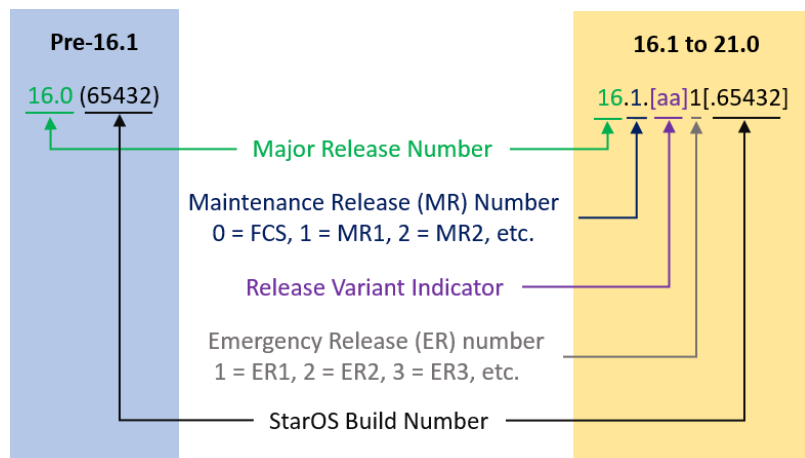 Pre-16.1
16.1 to 21.0
16.0 (65432)
16.1.[aa]1[.65432]
Major Release Number
Maintenance Release (MR) Number
0 = FCS, 1 = MR1, 2 = MR2, etc.
Release Variant Indicator
Emergency Release (ER) number
1 = ER1, 2 = ER2, 3 = ER3, etc.
StarOS Build Number